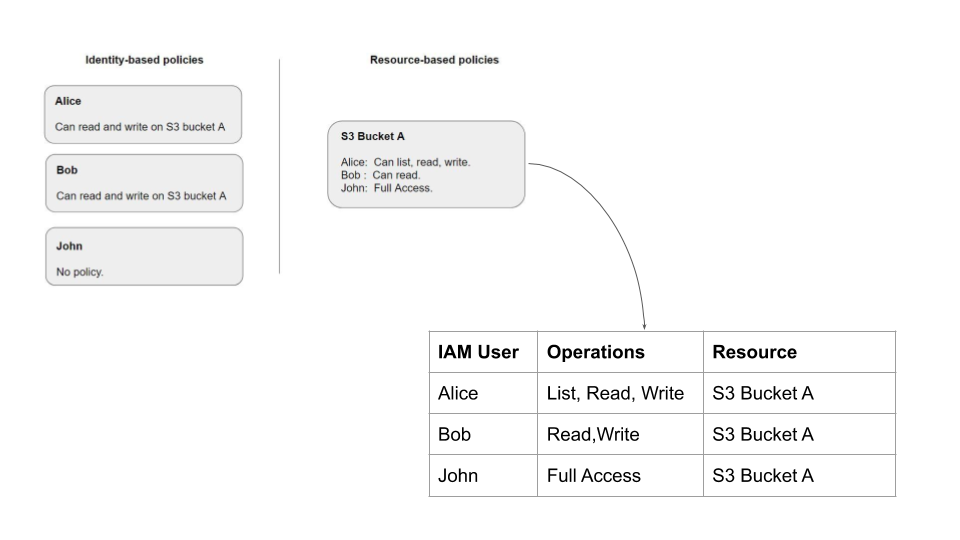 Identity-based policies
Alice
Can read and write on S3 bucket A
Bob
Can read and write on S3 bucket A
John
No policy.
Resource-based policies
S3 Bucket A
Alice: Can list, read, write.
Bob : Can read.
John: Full Access.
IAM User Operations Resource
Alice List, Read, Write S3 Bucket A
Bob Read,Write S3 Bucket A
John Full Access S3 Bucket A